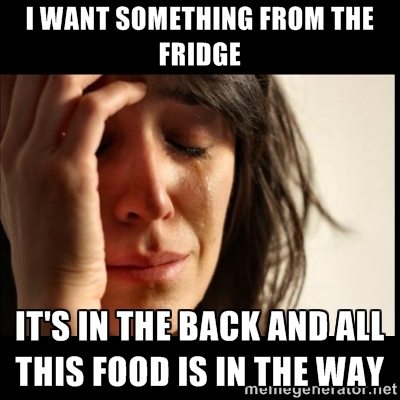 I WANT SOMETHING FROM THE
FRIDGE
IT'S IN THE BACK AND ALL
THIS FOOD IS IN THE WAY
memegenerator.net